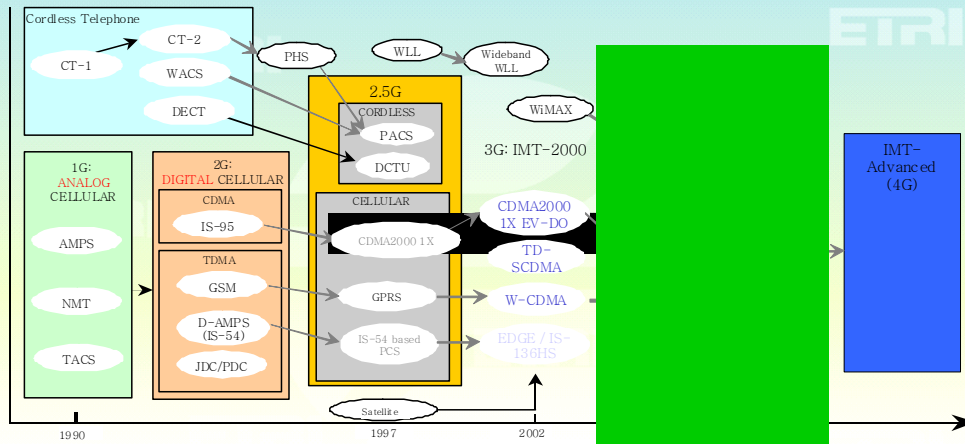 Cordless Telephone
CT-1
CT-2
WACS
DECT
PHS
WLL
Wideband
WLL
ETRI
WiMAX
2.5G
CORDLESS
PACS
DCTU
CELLULAR
CDMA2000 1X
GPRS
IS-54 based
PCS
1G:
ANALOG
CELLULAR
AMPS
NMT
TACS
2G:
DIGITAL CELLULAR
CDMA
IS-95
TDMA
GSM
D-AMPS
(IS-54)
JDC/PDC
3G: IMT-2000
CDMA2000
1X EV-DO
TD-
SCDMA
W-CDMA
EDGE / IS-
136HS
IMT-
Advanced
(4G)
Satellite
1990
1997
2002